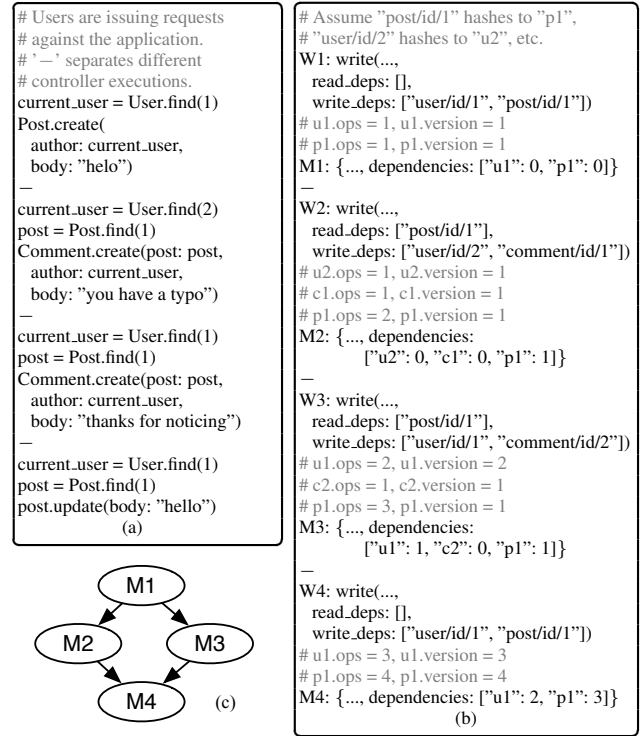 # Users are issuing requests
# against the application.
# '—' separates different
# controller executions.
current_user = User.find(1)
Post.create(
author: current_user,
body: ”helo”)
—
current_user = User.find(2)
post = Post.find(1)
Comment.create(post: post,
author: current_user,
body: ”you have a typo”)
—
current_user = User.find(1)
post = Post.find(1)
Comment.create(post: post,
author: current_user,
body: ”thanks for noticing”)
—
current_user = User.find(1)
post = Post.find(1)
post.update(body: ”hello”)
(a)
M1
M2
M3
M4
(c)
# Assume ”post/id/1” hashes to ”p1”,
# ”user/id/2” hashes to ”u2”, etc.
W1: write(...,
read_deps: [],
write_deps: [”user/id/1”, ”post/id/1”])
# u1.ops = 1, u1.version = 1
# p1.ops = 1, p1.version = 1
M1: {..., dependencies: [”u1”: 0, ”p1”: 0]}
—
W2: write(...,
read_deps: [”post/id/1”],
write_deps: [”user/id/2”, ”comment/id/1”])
# u2.ops = 1, u2.version = 1
# c1.ops = 1, c1.version = 1
# p1.ops = 2, p1.version = 1
M2: {..., dependencies:
[”u2”: 0, ”c1”: 0, ”p1”: 1]}
—
W3: write(...,
read_deps: [”post/id/1”],
write_deps: [”user/id/1”, ”comment/id/2”])
# u1.ops = 2, u1.version = 2
# c2.ops = 1, c2.version = 1
# p1.ops = 3, p1.version = 1
M3: {..., dependencies:
[”u1”: 1, ”c2”: 0, ”p1”: 1]}
—
W4: write(...,
read_deps: [],
write_deps: [”user/id/1”, ”post/id/1”])
# u1.ops = 3, u1.version = 3
# p1.ops = 4, p1.version = 4
M4: {..., dependencies: [”u1”: 2, ”p1”: 3]}
(b)